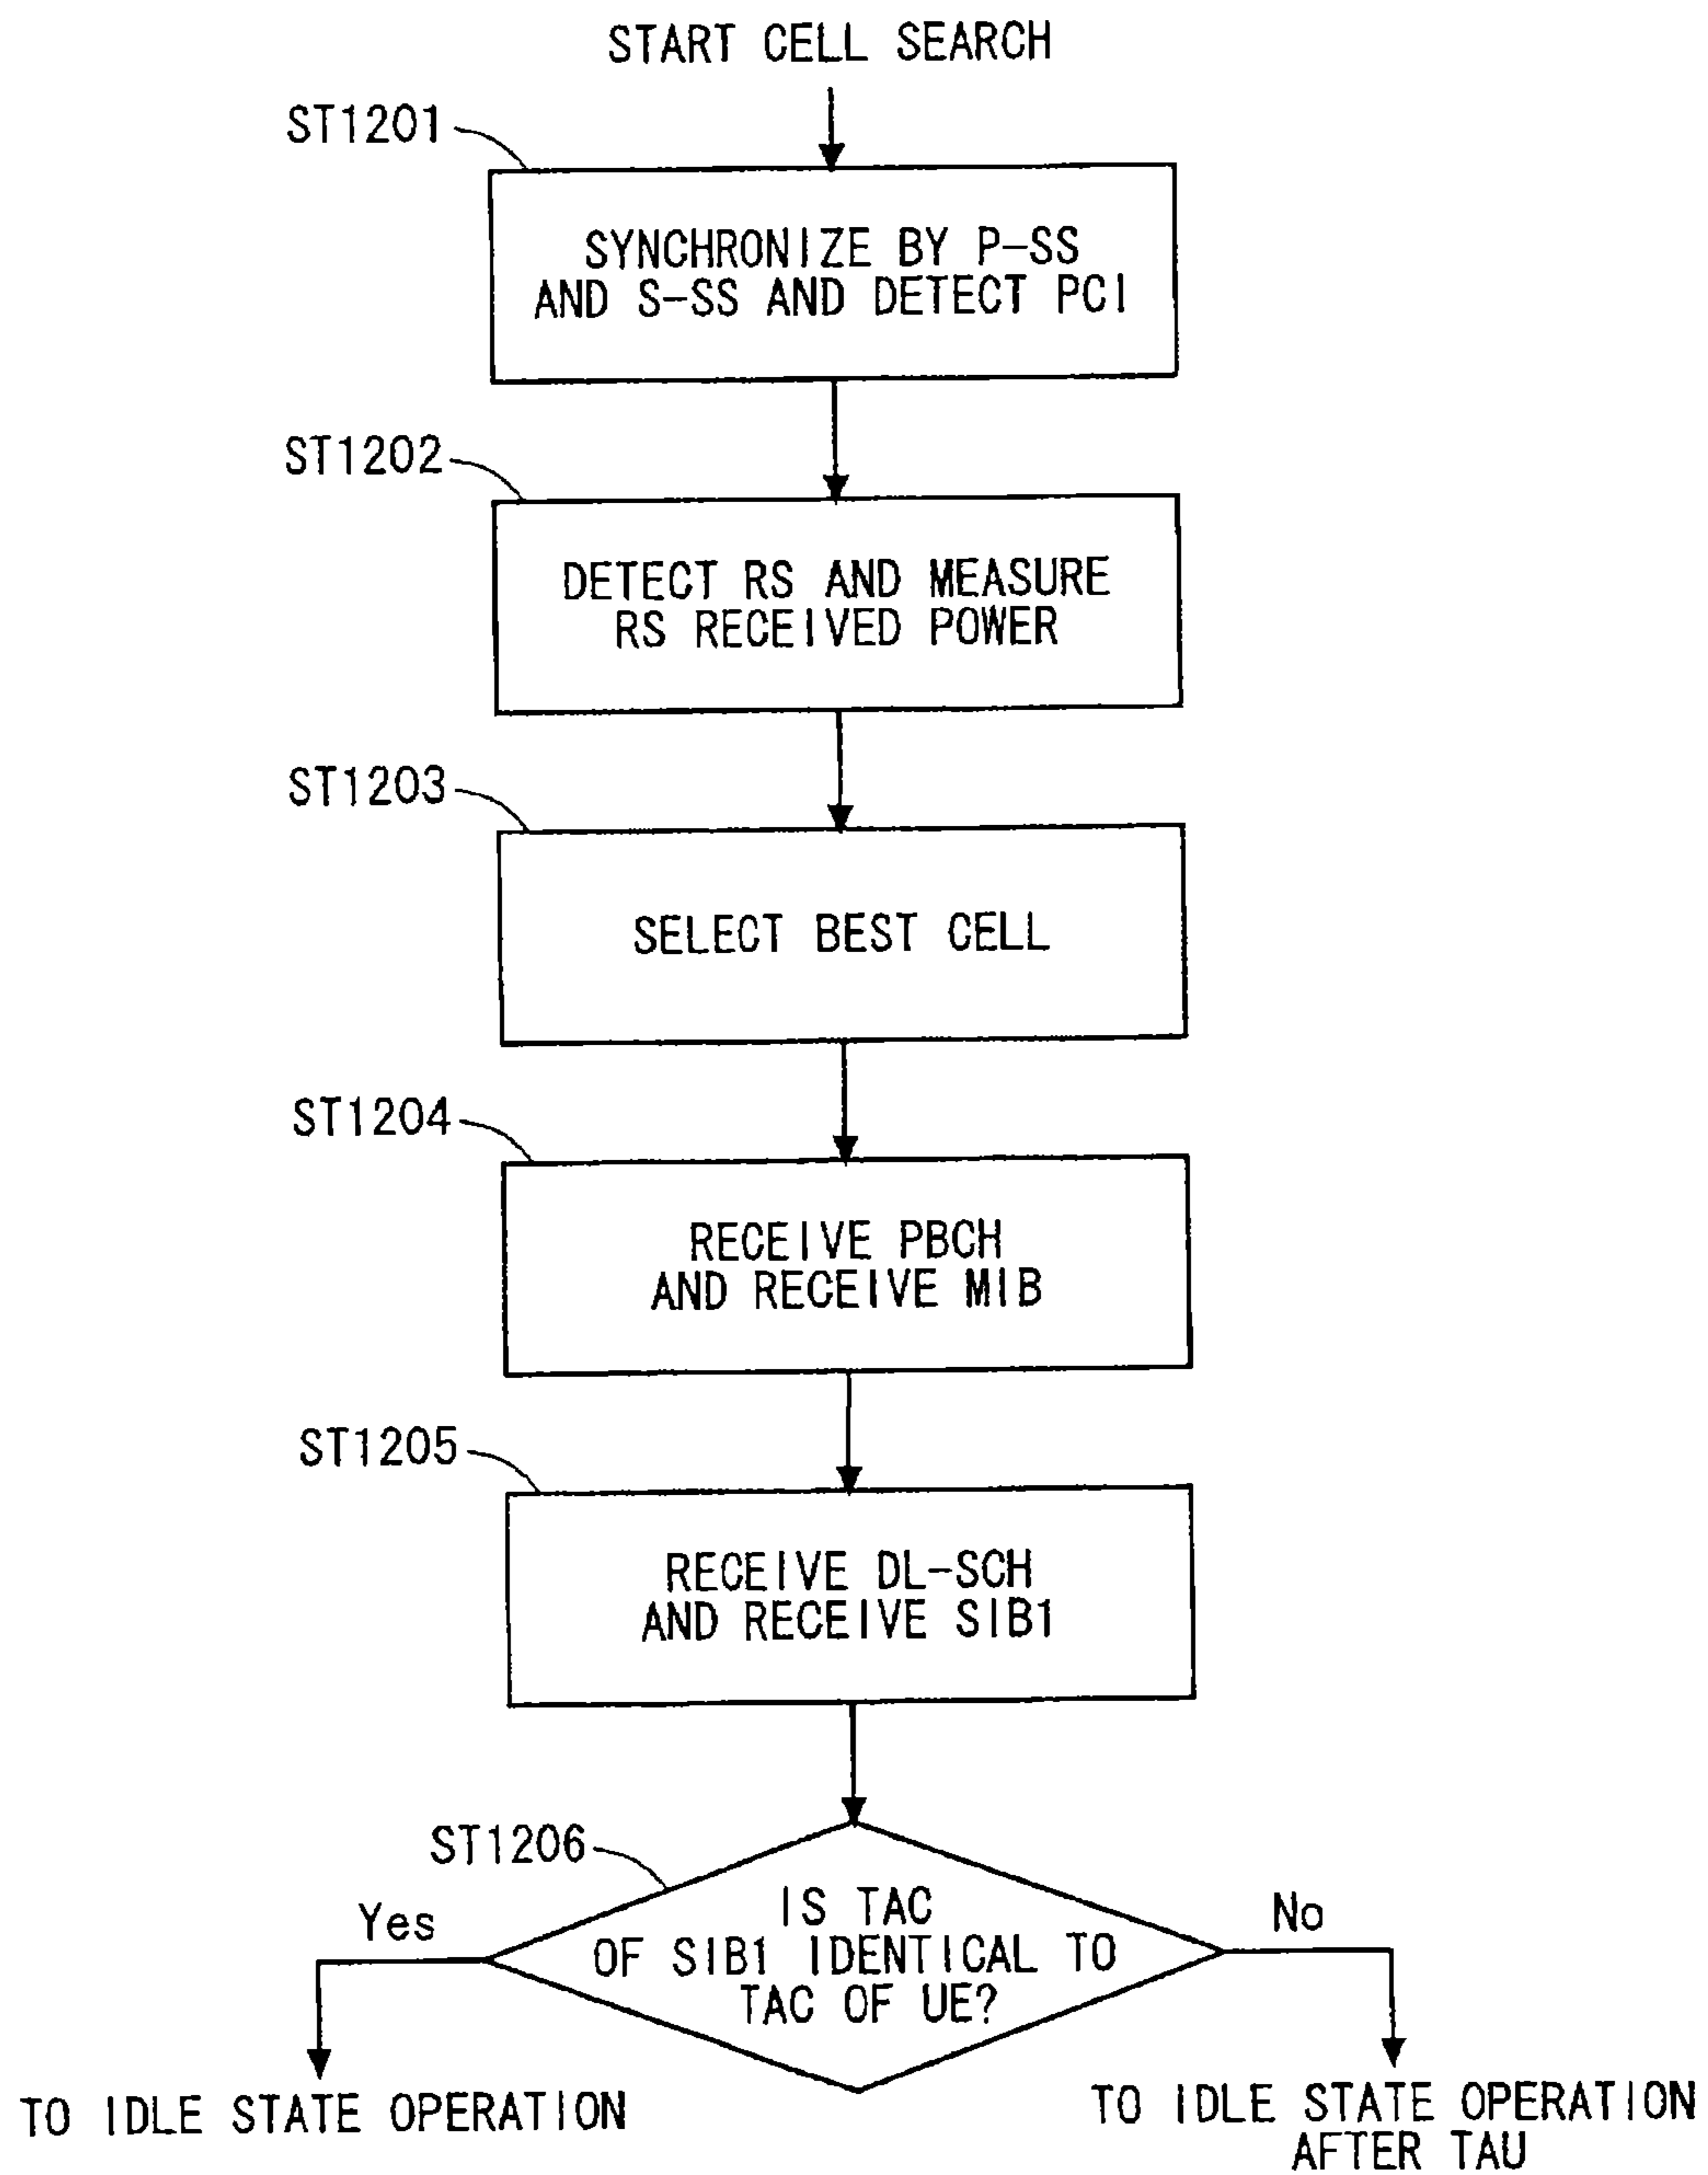 START CELL SEARCH
ST1201
SYNCHRONIZE BY P-SS
AND S-SS AND DETECT PCI
ST1202
DETECT RS AND MEASURE
RS RECEIVED POWER
ST1203
SELECT BEST CELL
ST1204
RECEIVE PBCH
AND RECEIVE MIB
ST1205
RECEIVE DL-SCH
AND RECEIVE SIB1
ST1206
IS TAC
OF SIB1 IDENTICAL TO
TAC OF UE?
Yes
No
TO IDLE STATE OPERATION
TO IDLE STATE OPERATION
AFTER TAU